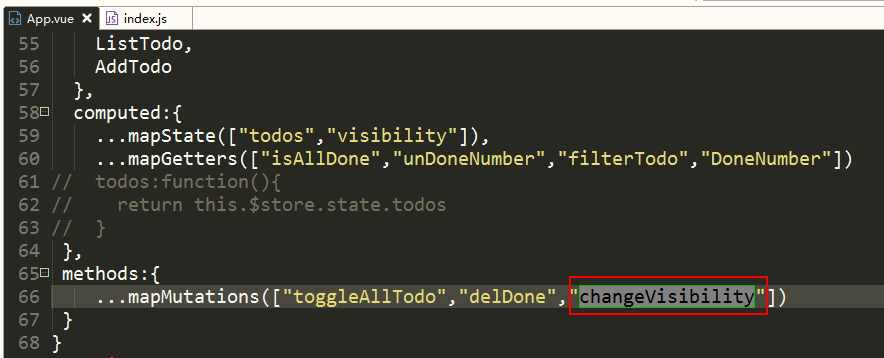 App.vue index.js
55 ListTodo,
56 AddTodo
57 },
58 computed:{
59 ...mapState(["todos","visibility"]),
60 ...mapGetters(["isAllDone","unDoneNumber","filterTodo","DoneNumber"])
61 // todos:function(){
62 // return this.$store.state.todos
63 // }
64 },
65 methods:{
66 ...mapMutations(["toggleAllTodo","delDone","changeVisibility"])
67 }
68 }